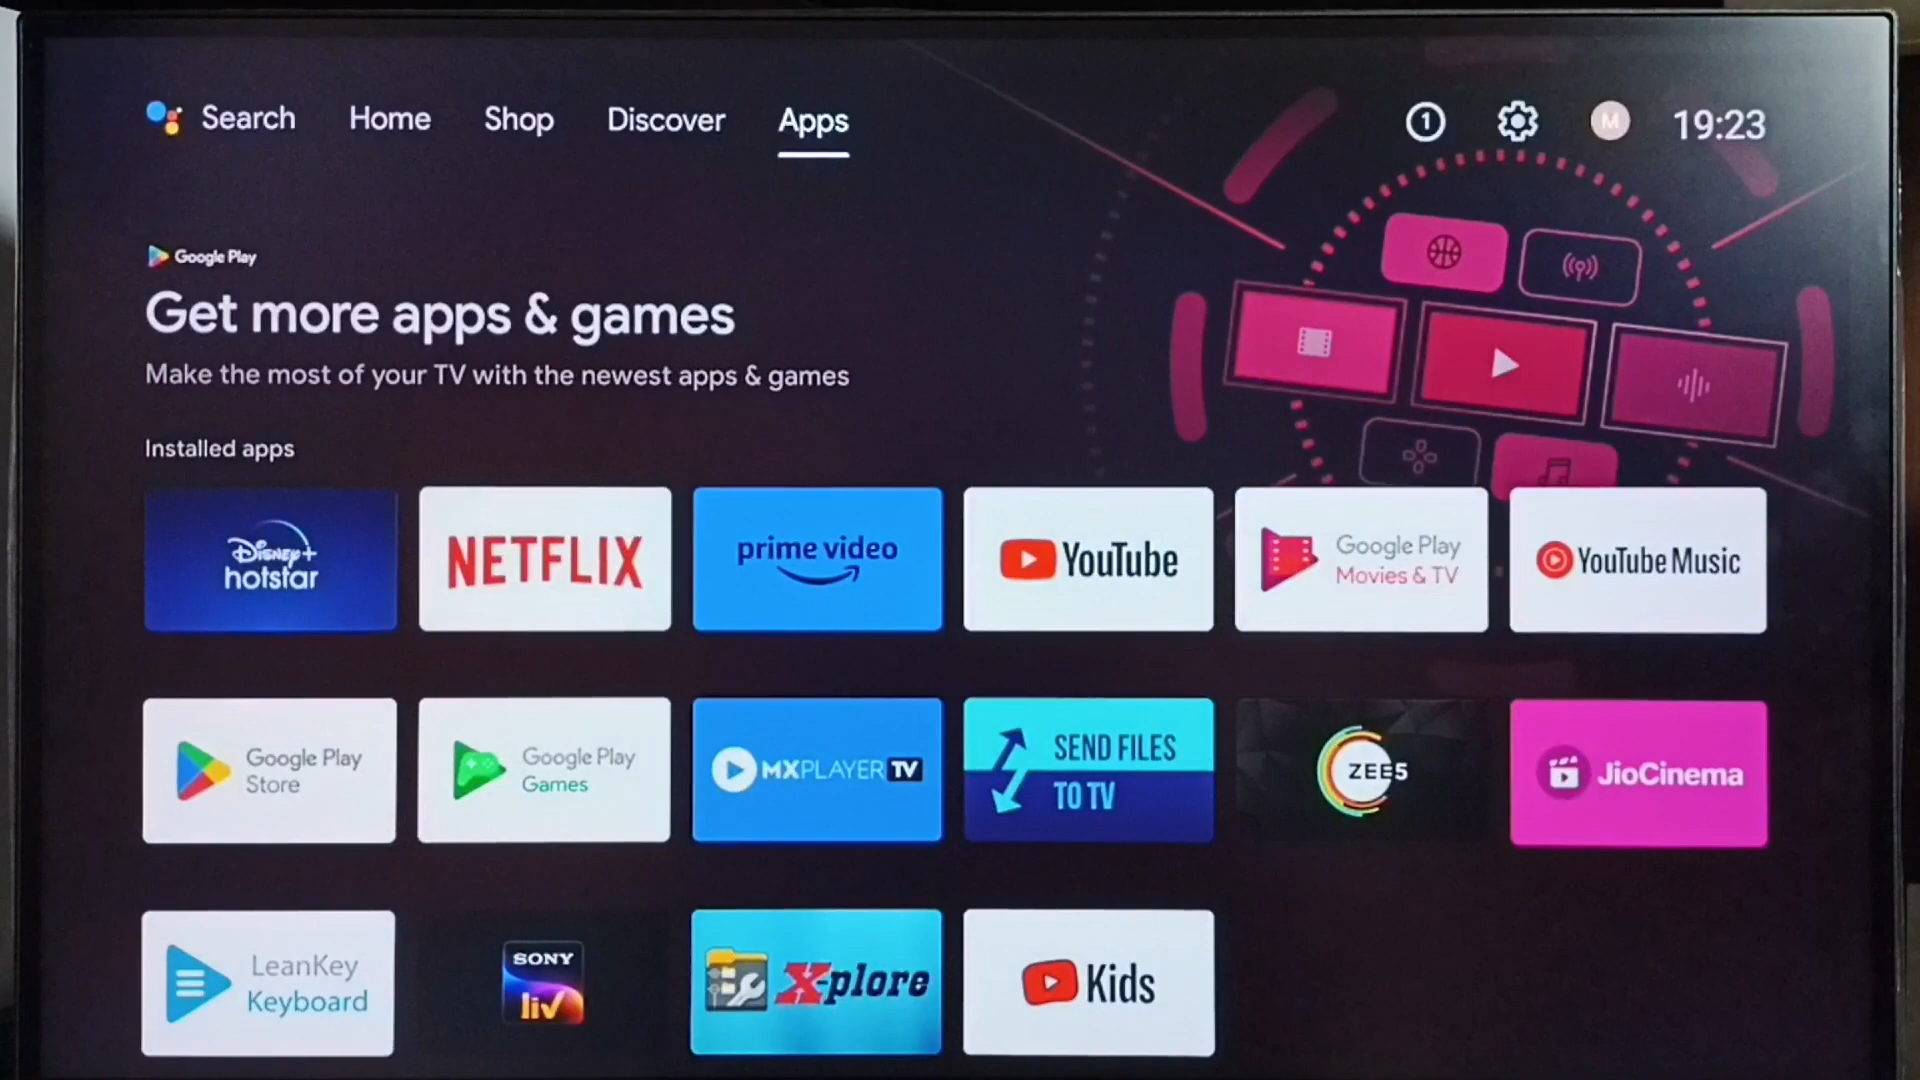 Search Home Shop Discover Apps 1 M 19:23
Google Play
Get more apps & games
Make the most of your TV with the newest apps & games
Installed apps
Disney+
hotstar
NETFLIX
prime video
YouTube
Google Play
Movies & TV
YouTube Music
Google Play
Store
Google Play
Games
MXPLAYER TV
SEND FILES
TO TV
ZEE5
JioCinema
LeanKey
Keyboard
SONY
liv
X-plore
Kids